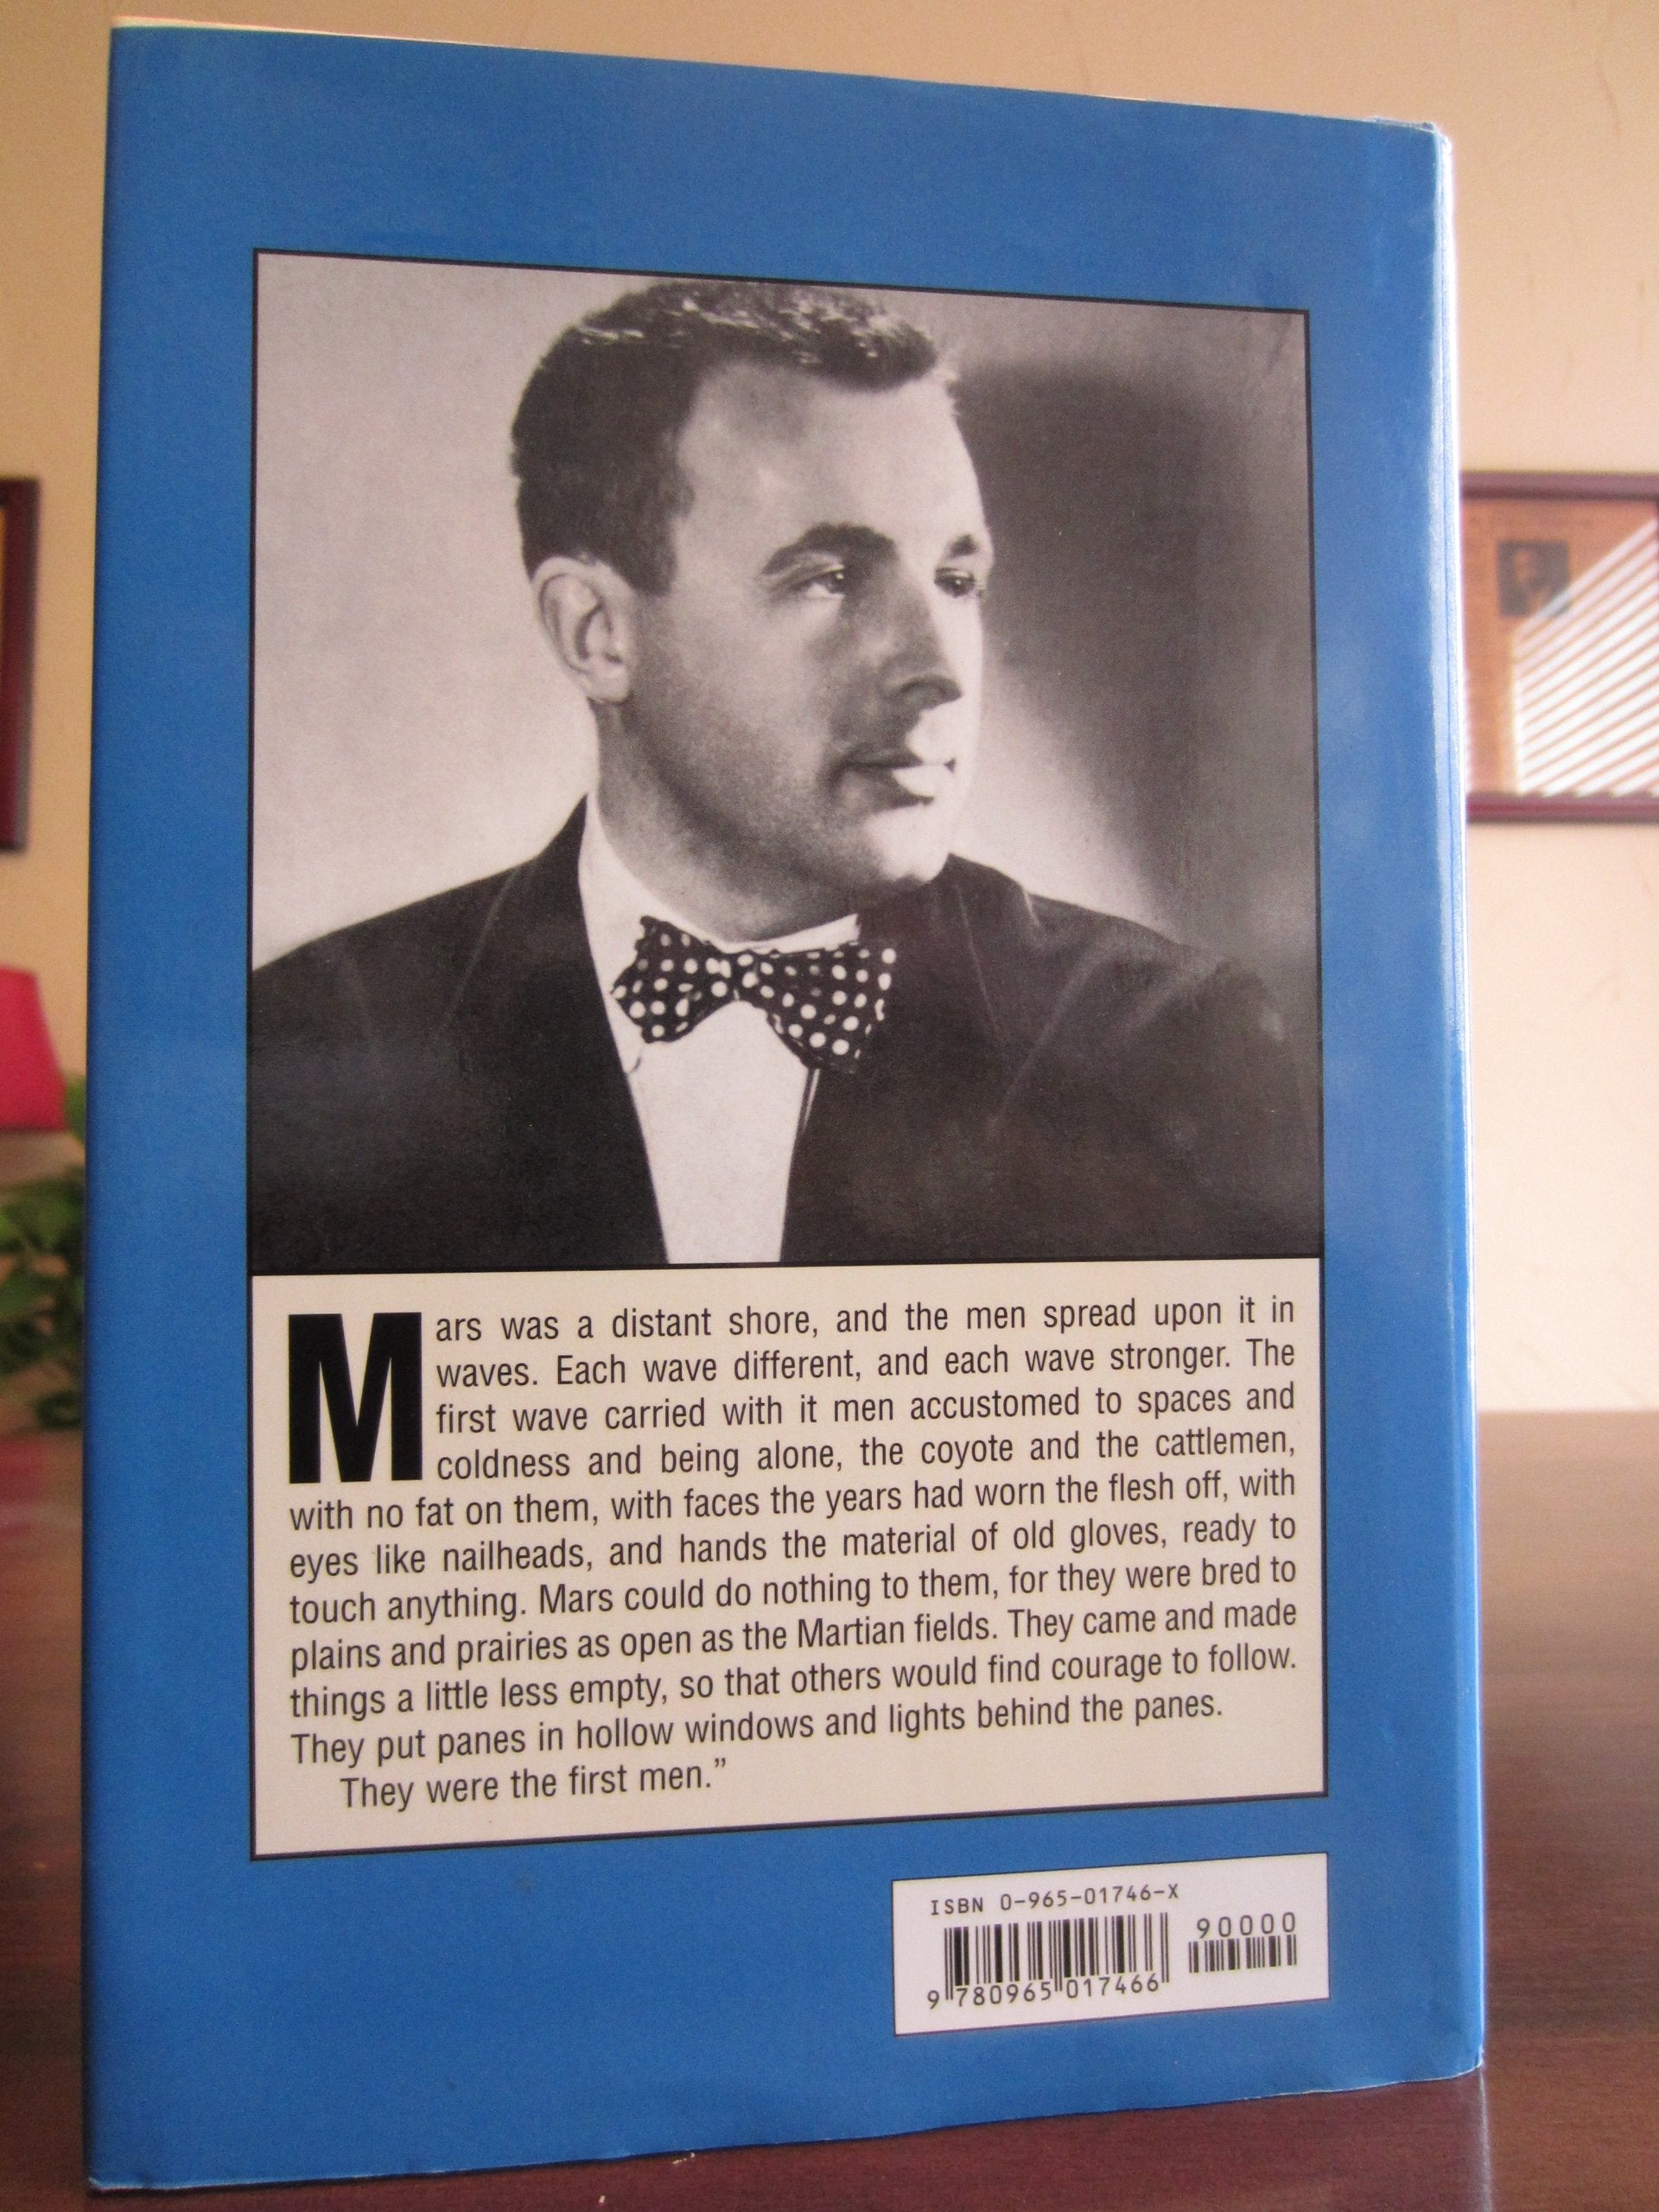 Mars was a distant shore, and the men spread upon it in
waves. Each wave different, and each wave stronger. The
first wave carried with it men accustomed to spaces and
coldness and being alone, the coyote and the cattlemen,
with no fat on them, with faces the years had worn the flesh off, with
eyes like nailheads, and hands the material of old gloves, ready to
touch anything. Mars could do nothing to them, for they were bred to
plains and prairies as open as the Martian fields. They came and made
things a little less empty, so that others would find courage to follow.
They put panes in hollow windows and lights behind the panes.
They were the first men.”
ISBN 0-965-01746-X
90000
9 780965 017466